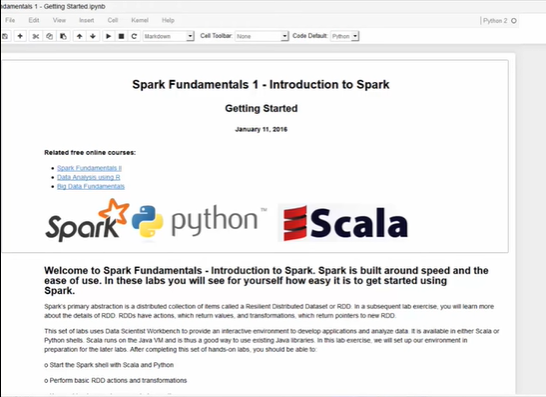 damentals 1 - Getting Started.ipynb
File Edit View Insert Cell Kernel Help
Python 2
Markdown Cell Toolbar: None Code Default: Python
Spark Fundamentals 1 - Introduction to Spark
Getting Started
January 11, 2016
Related free online courses:
Spark Fundamentals II
Data Analysis using R
Big Data Fundamentals
Spark python™ Scala
Welcome to Spark Fundamentals - Introduction to Spark. Spark is built around speed and the
ease of use. In these labs you will see for yourself how easy it is to get started using
Spark.
Spark's primary abstraction is a distributed collection of items called a Resilient Distributed Dataset or RDD. In a subsequent lab exercise, you will learn more
about the details of RDD. RDDs have actions, which return values, and transformations, which return pointers to new RDD.
This set of labs uses Data Scientist Workbench to provide an interactive environment to develop applications and analyze data. It is available in either Scala or
Python shells. Scala runs on the Java VM and is thus a good way to use existing Java libraries. In this lab exercise, we will set up our environment in
preparation for the later labs. After completing this set of hands-on labs, you should be able to:
o Start the Spark shell with Scala and Python
o Perform basic RDD actions and transformations